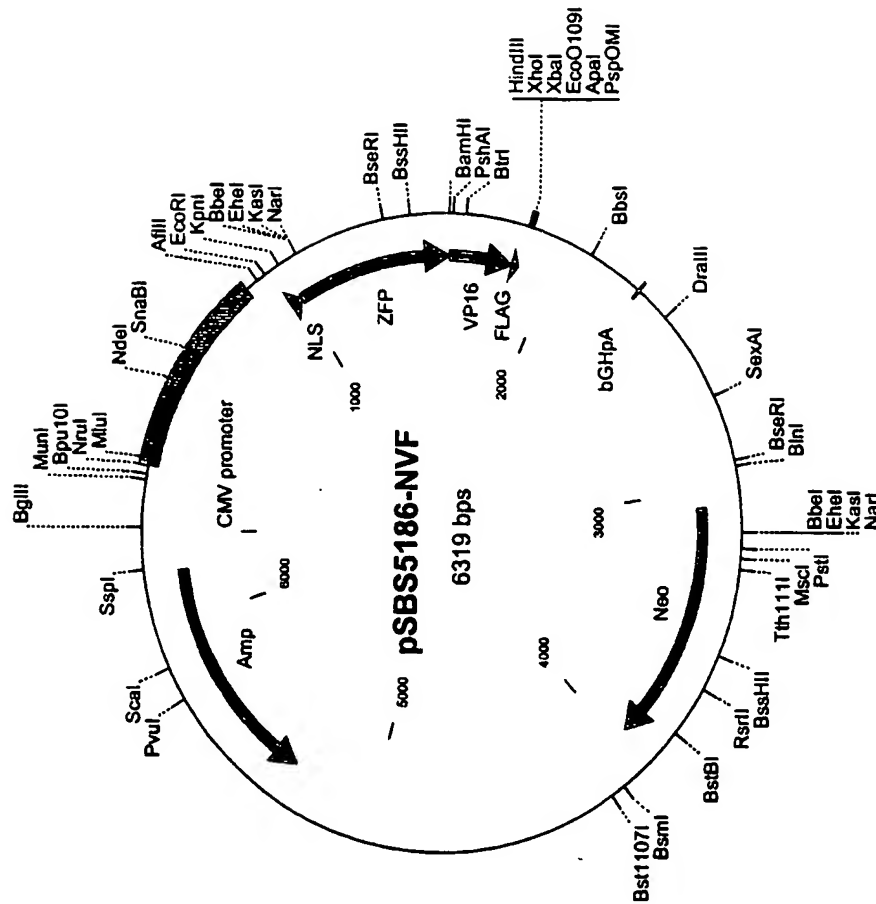 BglII
MunI
Bpu10I
NruI
MluI
NdeI
SnaBI
AflII
EcoRI
KpnI
BbeI
EheI
KasI
NarI
BseRI
BssHII
BamHI
PshAI
BtrI
HindIII
XhoI
XbaI
EcoO109I
ApaI
PspOMI
BbsI
DraIII
SexAI
BseRI
BlnI
BbeI
EheI
KasI
NarI
PstI
MscI
Tth111I
BssHII
RsrII
BstBI
BsmI
Bst1107I
PvuI
ScaI
SspI
CMV promoter
NLS
ZFP
VP16
FLAG
bGHpA
Neo
Amp
1000
2000
3000
4000
5000
6000
pSBS5186-NVF
6319 bps